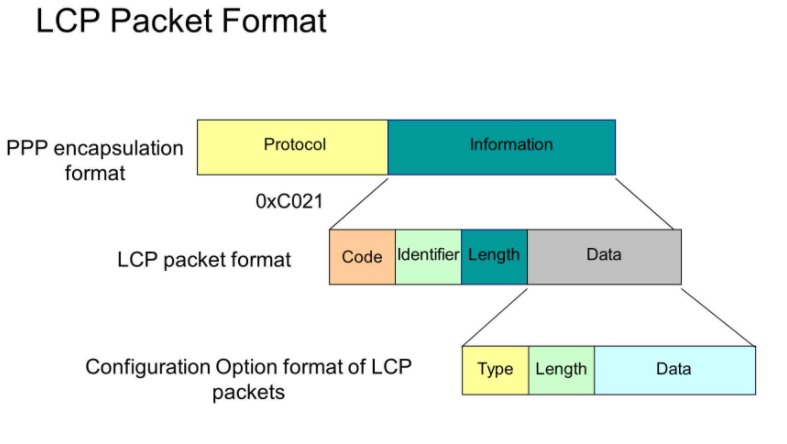 LCP Packet Format
PPP encapsulation
format
Protocol
Information
0xC021
LCP packet format
Code
Identifier
Length
Data
Configuration Option format of LCP
packets
Type
Length
Data